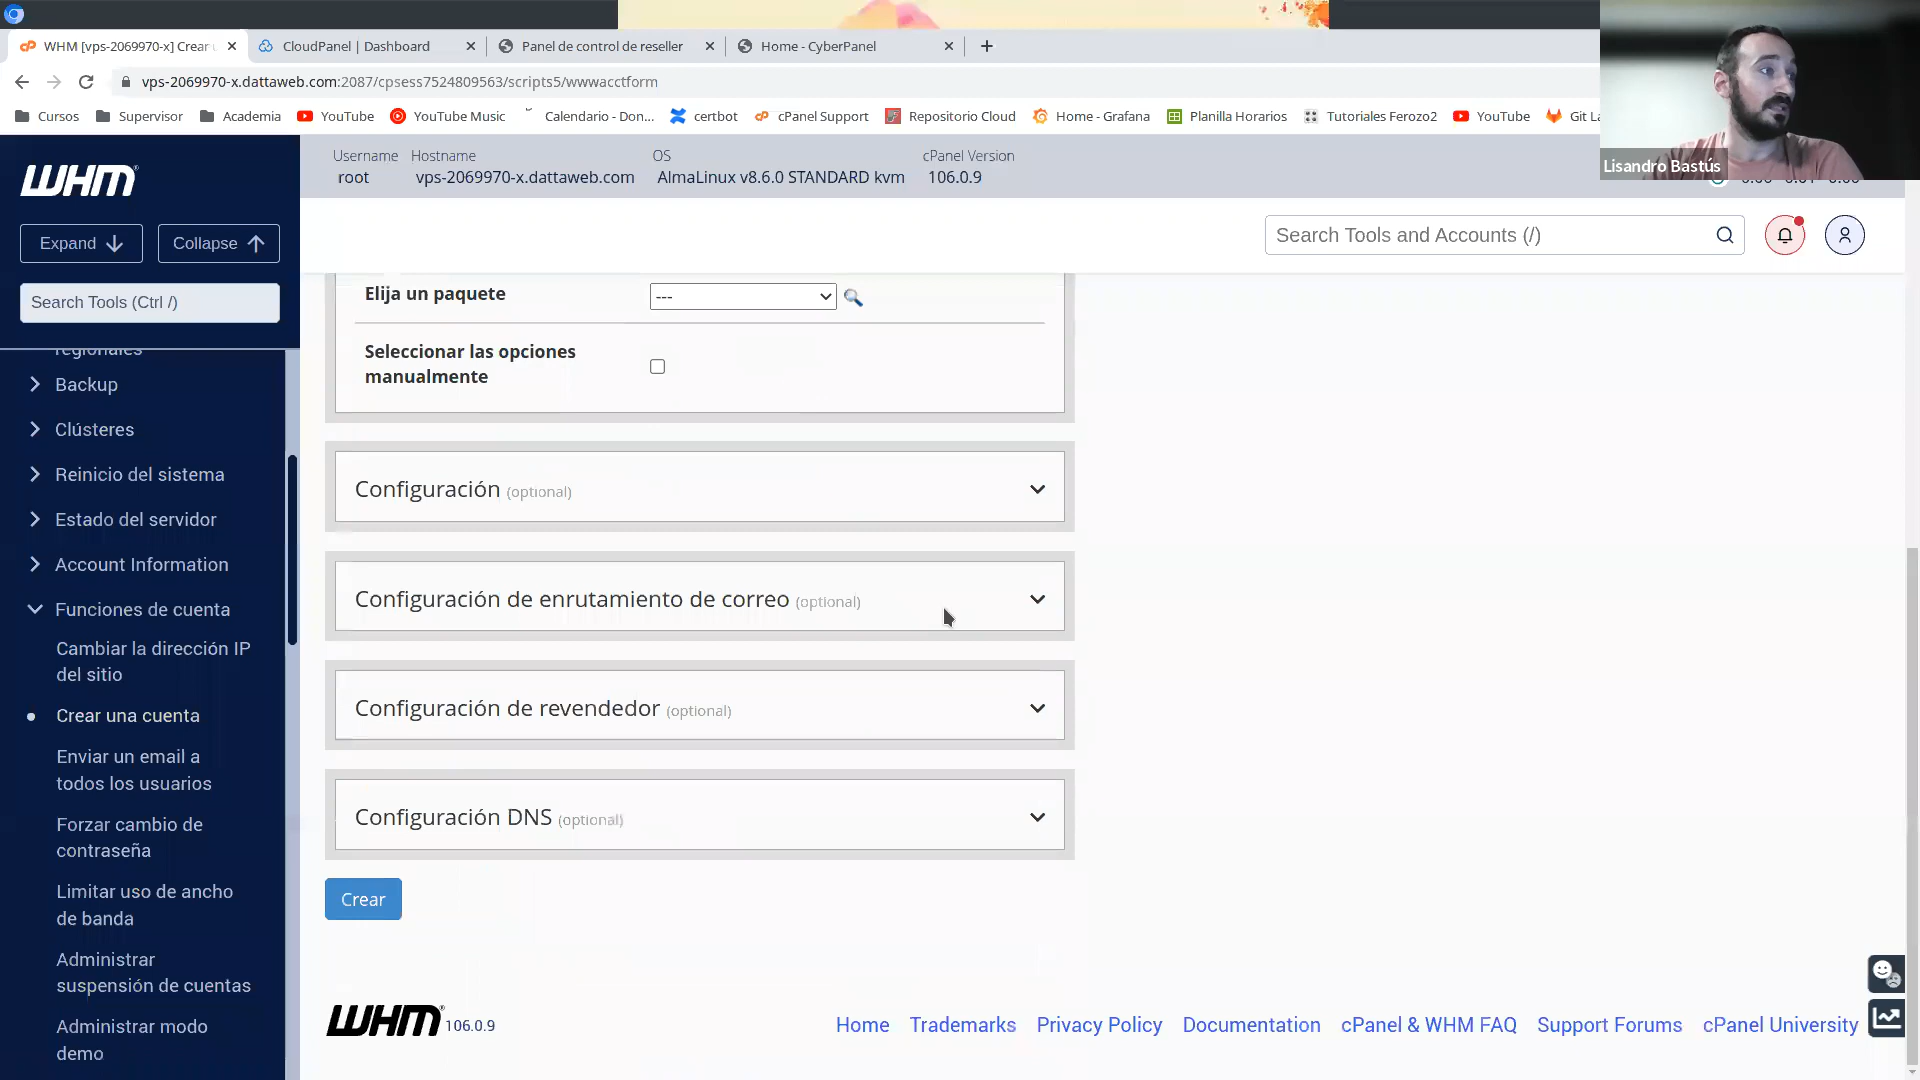 WHM [vps-2069970-x] Crear
CloudPanel | Dashboard
Panel de control de reseller
Home - CyberPanel
vps-2069970-x.dattaweb.com:2087/cpsess7524809563/scripts5/wwwacctform
Cursos
Supervisor
Academia
YouTube
YouTube Music
Calendario - Don...
certbot
cPanel Support
Repositorio Cloud
Home - Grafana
Planilla Horarios
Tutoriales Ferozo2
YouTube
Git La
Lisandro Bastús
WHM
Username
root
Hostname
vps-2069970-x.dattaweb.com
OS
AlmaLinux v8.6.0 STANDARD kvm
cPanel Version
106.0.9
Expand
Collapse
Search Tools (Ctrl /)
Search Tools and Accounts (/)
regionales
Backup
Clústeres
Reinicio del sistema
Estado del servidor
Account Information
Funciones de cuenta
Cambiar la dirección IP
del sitio
Crear una cuenta
Enviar un email a
todos los usuarios
Forzar cambio de
contraseña
Limitar uso de ancho
de banda
Administrar
suspensión de cuentas
Administrar modo
demo
Elija un paquete
---
Seleccionar las opciones
manualmente
Configuración (optional)
Configuración de enrutamiento de correo (optional)
Configuración de revendedor (optional)
Configuración DNS (optional)
Crear
WHM 106.0.9
Home
Trademarks
Privacy Policy
Documentation
cPanel & WHM FAQ
Support Forums
cPanel University